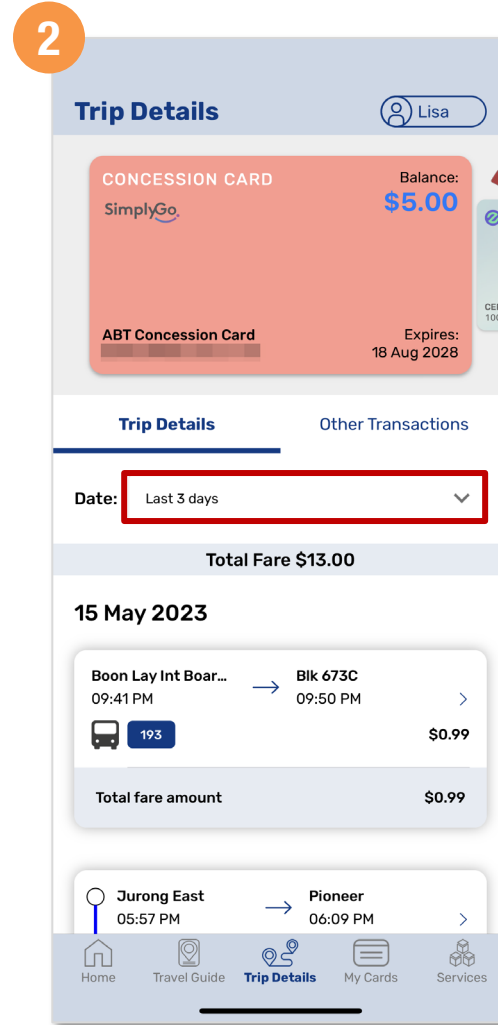 2
Trip Details
Lisa
CONCESSION CARD
Balance:
SimplyGo.
$5.00
ABT Concession Card
Expires:
18 Aug 2028
Trip Details
Other Transactions
Date:
Last 3 days
Total Fare $13.00
15 May 2023
Boon Lay Int Boar...
Blk 673C
09:41 PM
09:50 PM
193
$0.99
Total fare amount
$0.99
Jurong East
Pioneer
05:57 PM
06:09 PM
Home
Travel Guide
Trip Details
My Cards
Services